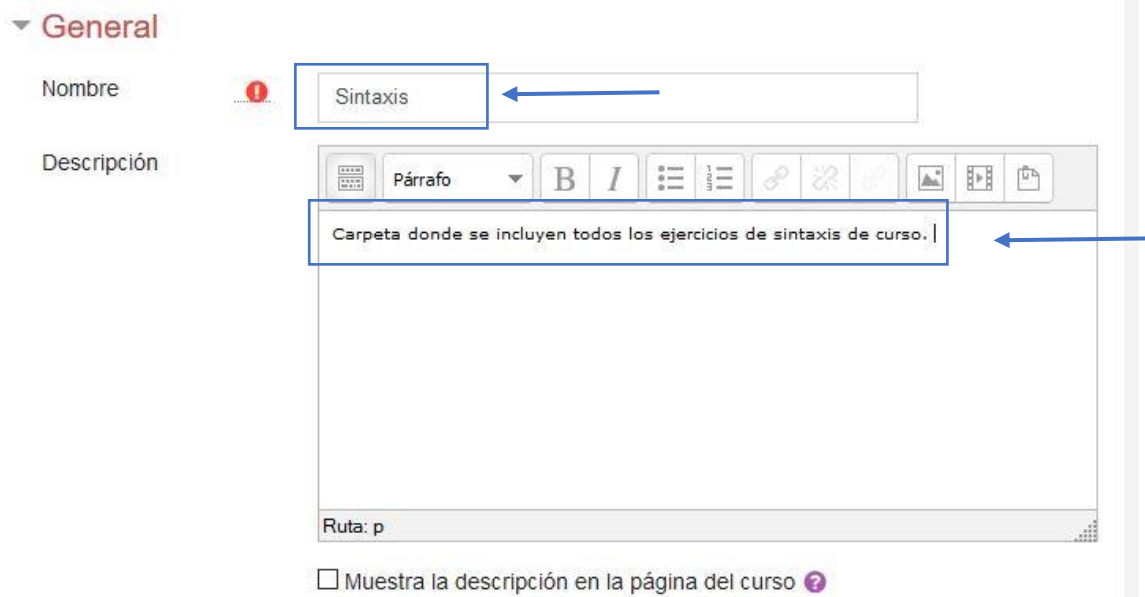 General
Nombre
Sintaxis
Descripción
Párrafo
B I
Carpeta donde se incluyen todos los ejercicios de sintaxis de curso.
Ruta: p
Muestra la descripción en la página del curso